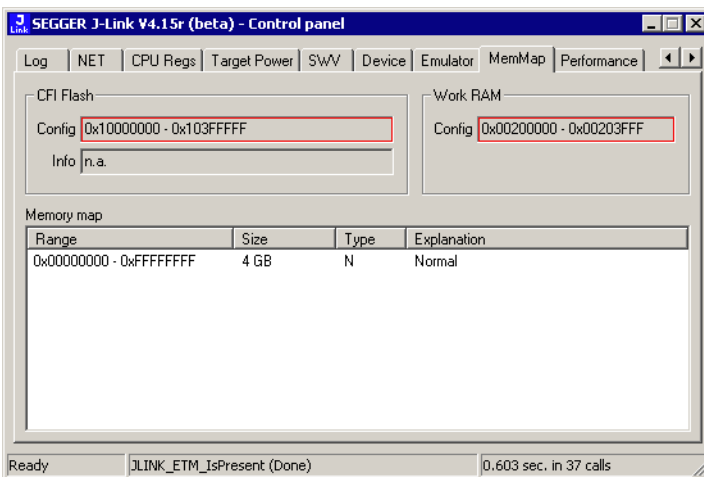 J Link SEGGER J-Link V4.15r (beta) - Control panel
Log NET CPU Regs Target Power SWV Device Emulator MemMap Performance
CFI Flash Work RAM
Config 0x10000000 - 0x103FFFFF Config 0x00200000 - 0x00203FFF
Info n.a.
Memory map
Range Size Type Explanation
0x00000000 - 0xFFFFFFFF 4 GB N Normal
Ready JLINK_ETM_IsPresent (Done) 0.603 sec. in 37 calls